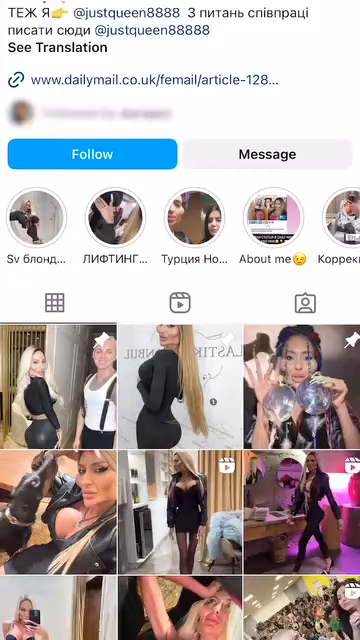 ТЕЖ Я👉 @justqueen8888 З питань співпраці
писати сюди @justqueen88888
See Translation
www.dailymail.co.uk/femail/article-128...
Follow
Message
Sv блонд...
ЛИФТИНГ...
Турция Но...
About me😉
Коррек